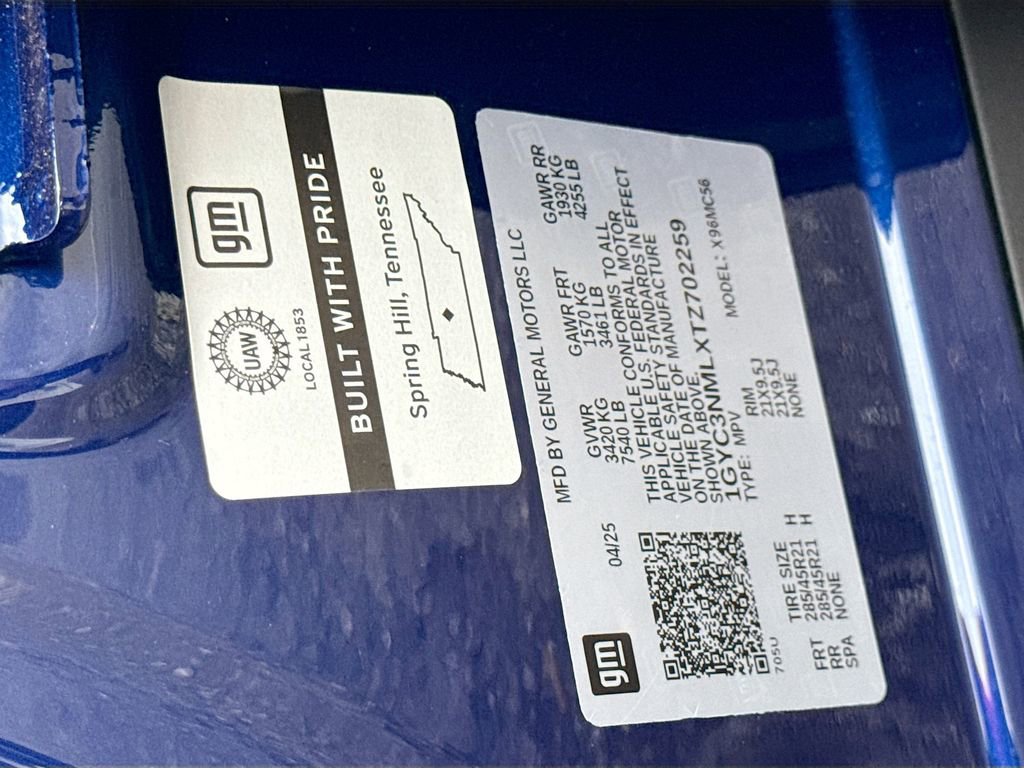 gm
UAW
LOCAL 1853
BUILT WITH PRIDE
Spring Hill, Tennessee
gm
04/25
MFD BY GENERAL MOTORS LLC
GVWR GAWR FRT GAWR RR
3420 KG 1570 KG 1930 KG
7540 LB 3461 LB 4255 LB
THIS VEHICLE CONFORMS TO ALL
APPLICABLE U.S. FEDERAL MOTOR
VEHICLE SAFETY STANDARDS IN EFFECT
ON THE DATE OF MANUFACTURE
SHOWN ABOVE.
1GYC3NMLXTZ702259
TYPE: MPV MODEL: X96MC56
705U
TIRE SIZE RIM
FRT 285/45R21 H 21X9.5J
RR 285/45R21 H 21X9.5J
SPA NONE NONE